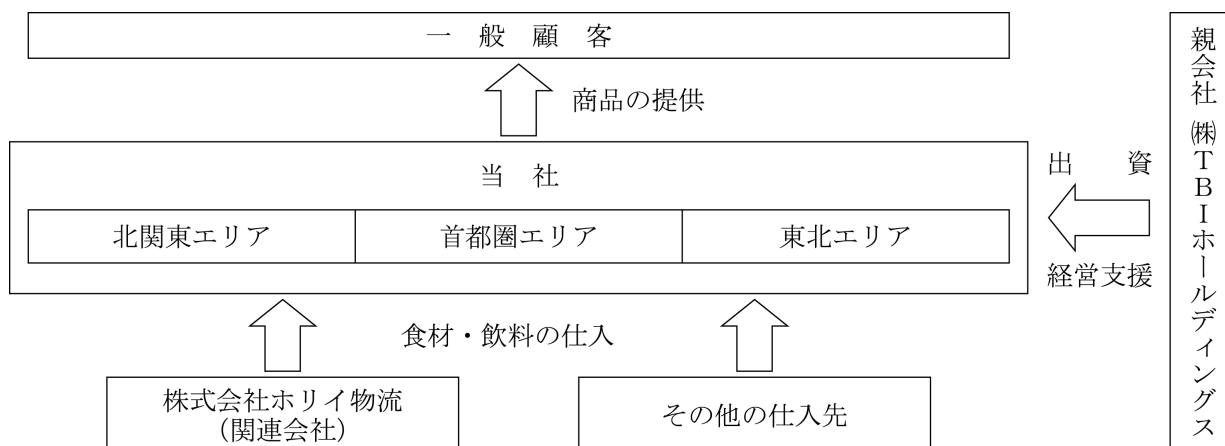 一般顧客
商品の提供
当社
北関東エリア
首都圏エリア
東北エリア
出資
経営支援
親会社 ㈱TBIホールディングス
食材・飲料の仕入
株式会社ホリイ物流
(関連会社)
その他の仕入先